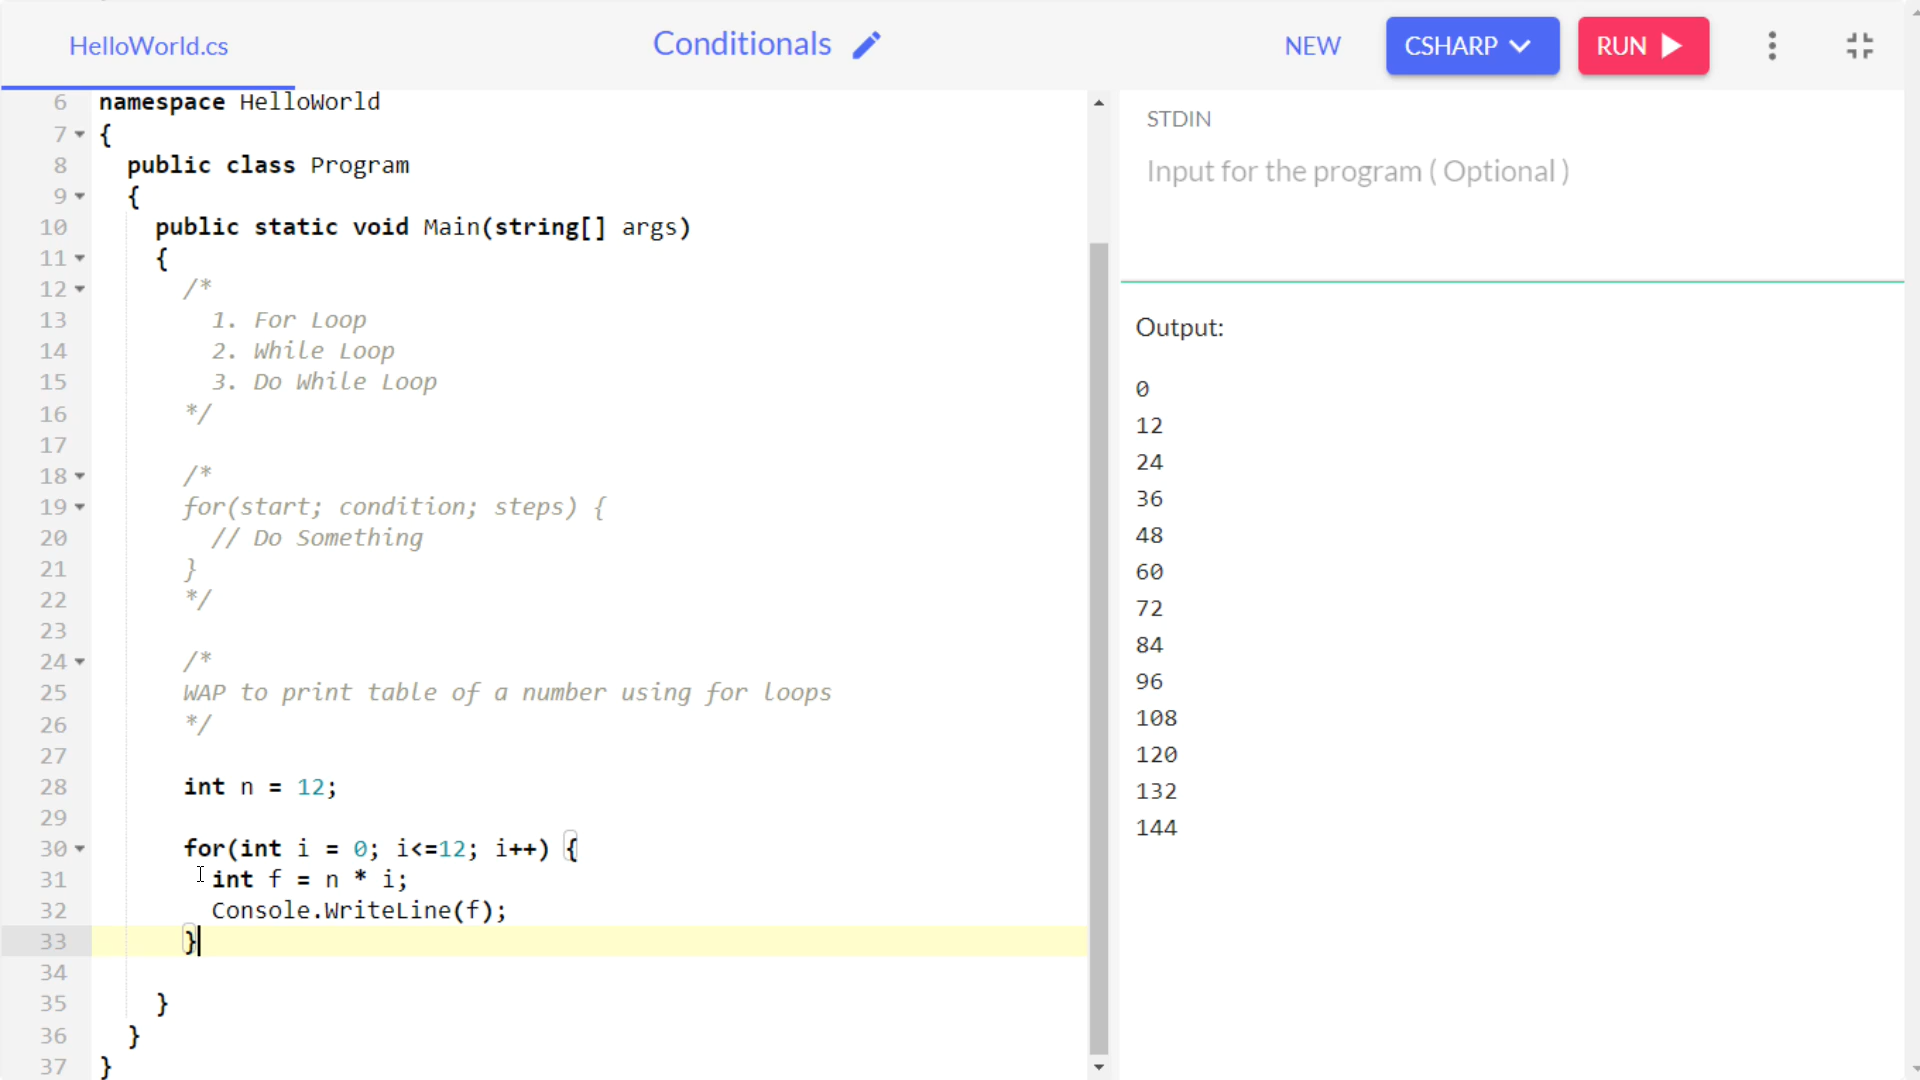 HelloWorld.cs
Conditionals
NEW
CSHARP
RUN
6 namespace HelloWorld
7 {
8 public class Program
9 {
10 public static void Main(string[] args)
11 {
12 /*
13 1. For Loop
14 2. While Loop
15 3. Do While Loop
16 */
17
18 /*
19 for(start; condition; steps) {
20 // Do Something
21 }
22 */
23
24 /*
25 WAP to print table of a number using for loops
26 */
27
28 int n = 12;
29
30 for(int i = 0; i<=12; i++) {
31 int f = n * i;
32 Console.WriteLine(f);
33 }
34
35 }
36 }
37 }
STDIN
Input for the program ( Optional )
Output:
0
12
24
36
48
60
72
84
96
108
120
132
144